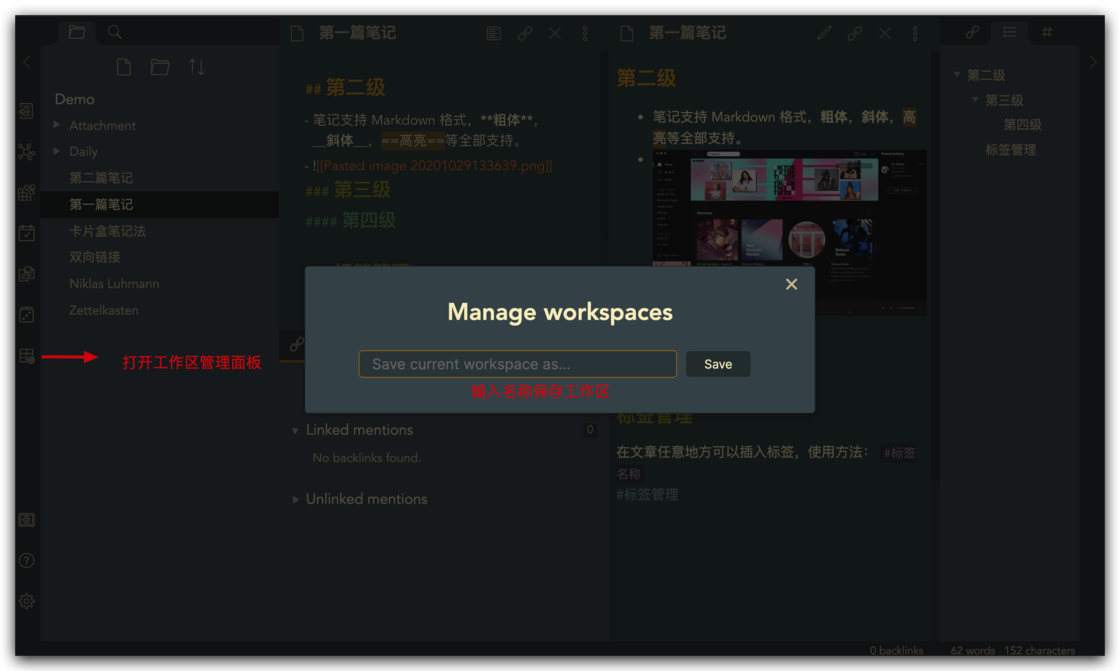 第一篇笔记
第一篇笔记
#
Demo
Attachment
Daily
第二篇笔记
第一篇笔记
卡片盒笔记法
双向链接
Niklas Luhmann
Zettelkasten
打开工作区管理面板
## 第二级
- 笔记支持 Markdown 格式，**粗体**，
__斜体__，==高亮==等全部支持。
- ![[Pasted image 20201029133639.png]]
### 第三级
#### 第四级
Manage workspaces
Save current workspace as...
Save
输入名称保存工作区
Linked mentions
0
No backlinks found.
Unlinked mentions
第二级
笔记支持 Markdown 格式，粗体，斜体，高
亮等全部支持。
标签管理
在文章任意地方可以插入标签，使用方法： #标签
名称
#标签管理
第二级
第三级
第四级
标签管理
0 backlinks
62 words
152 characters